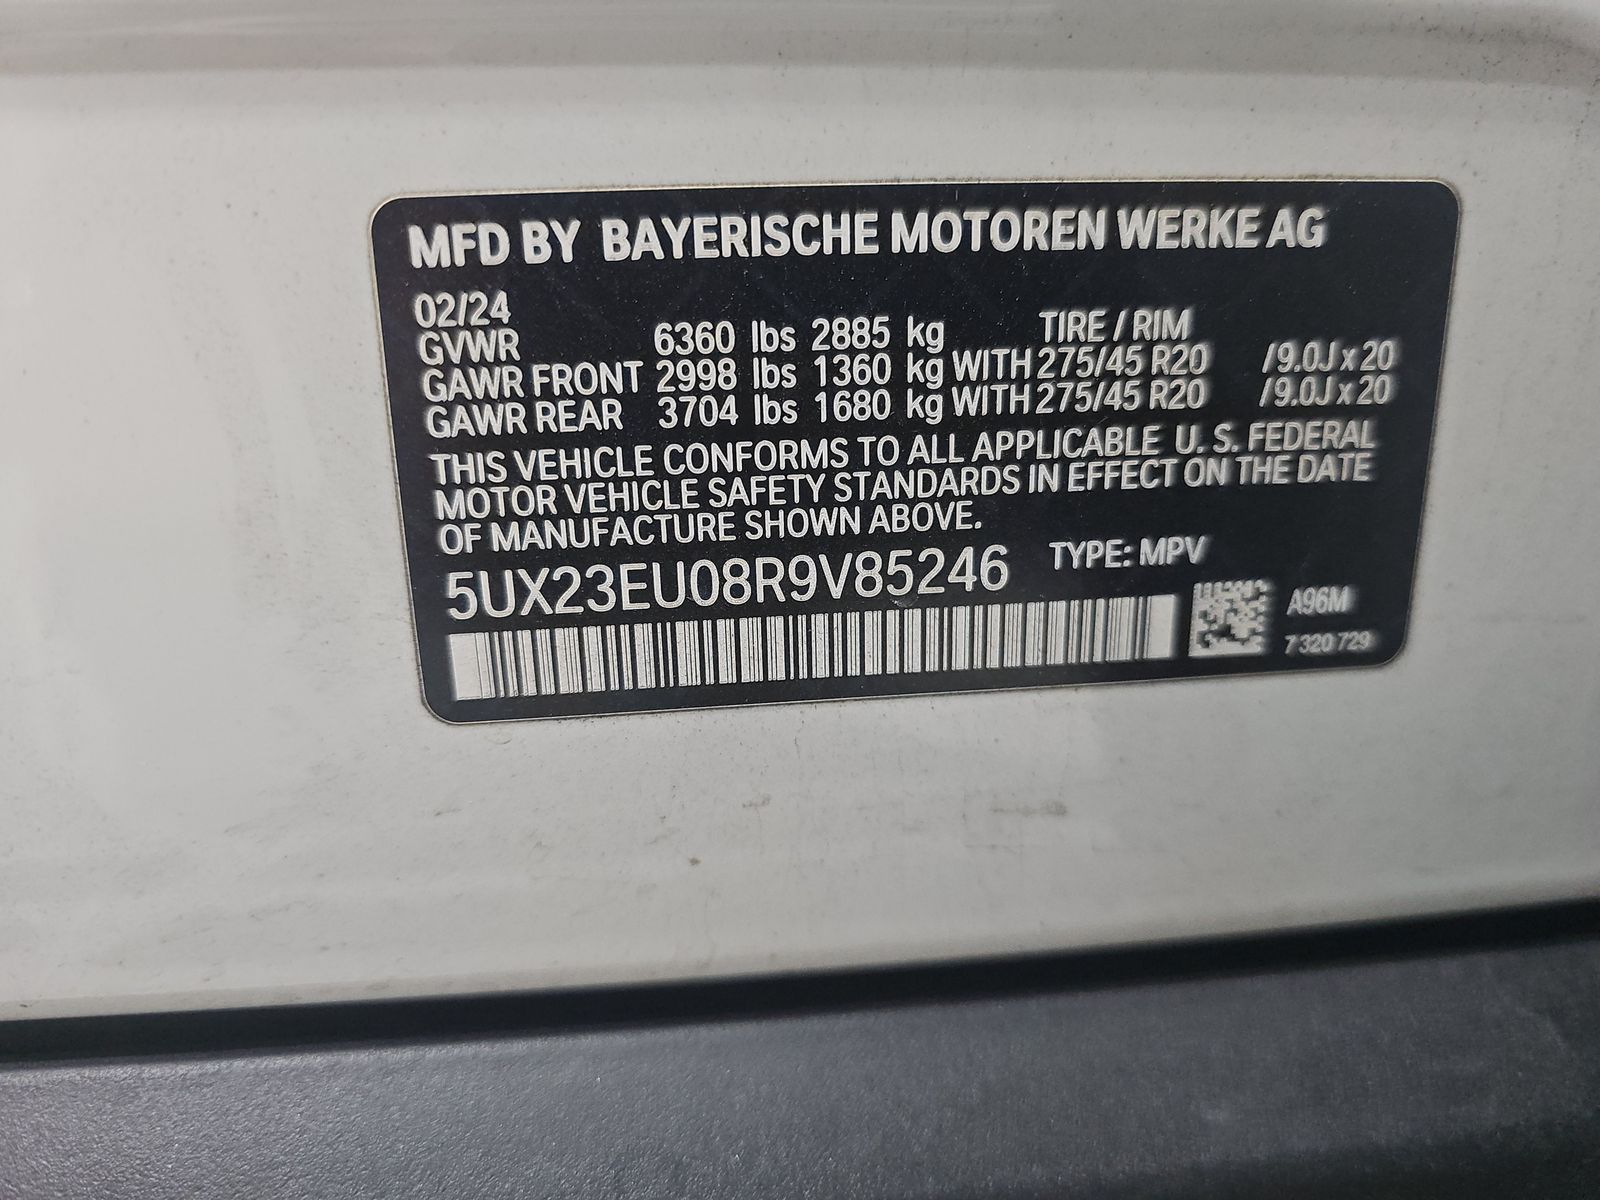 MFD BY BAYERISCHE MOTOREN WERKE AG
02/24
GVWR 6360 lbs 2885 kg TIRE / RIM
GAWR FRONT 2998 lbs 1360 kg WITH 275/45 R20 /9.0J x 20
GAWR REAR 3704 lbs 1680 kg WITH 275/45 R20 /9.0J x 20
THIS VEHICLE CONFORMS TO ALL APPLICABLE U. S. FEDERAL
MOTOR VEHICLE SAFETY STANDARDS IN EFFECT ON THE DATE
OF MANUFACTURE SHOWN ABOVE.
5UX23EU08R9V85246 TYPE: MPV
A96M
7 320 729